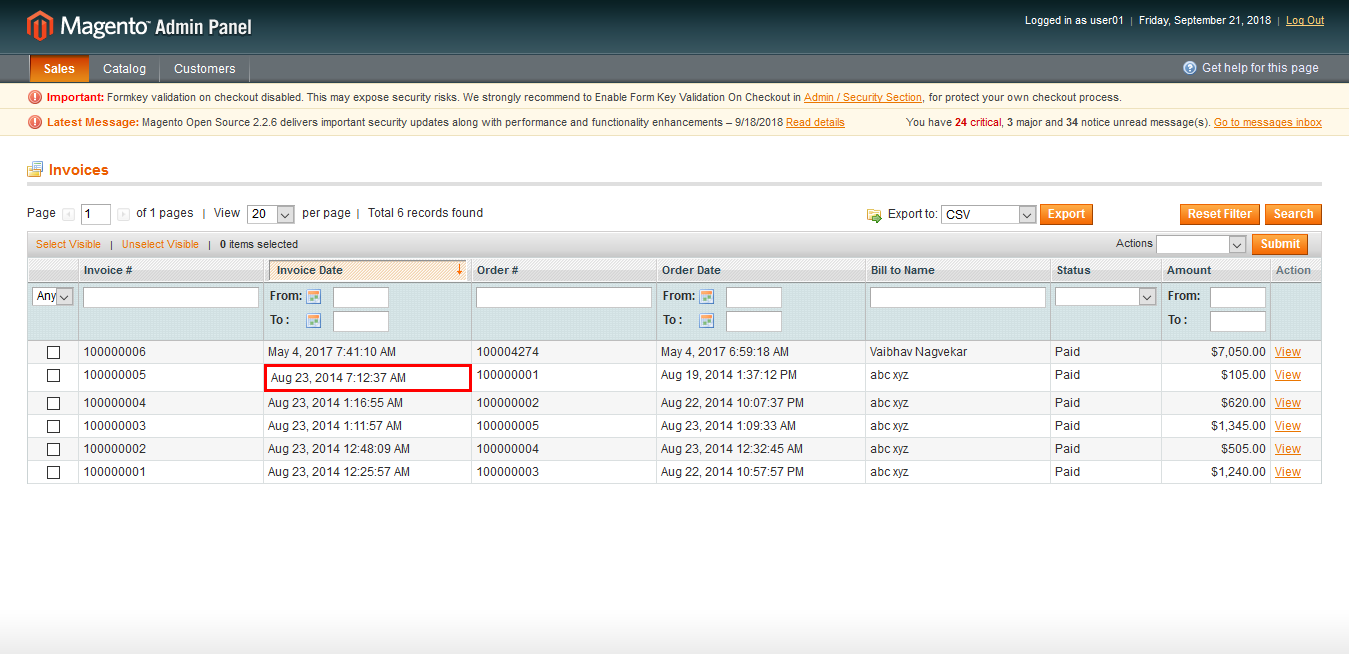 Magento™ Admin Panel
Logged in as user01 | Friday, September 21, 2018 | Log Out
Sales Catalog Customers Get help for this page
Important: Formkey validation on checkout disabled. This may expose security risks. We strongly recommend to Enable Form Key Validation On Checkout in Admin / Security Section, for protect your own checkout process.
Latest Message: Magento Open Source 2.2.6 delivers important security updates along with performance and functionality enhancements – 9/18/2018 Read details You have 24 critical, 3 major and 34 notice unread message(s). Go to messages inbox
Invoices
Page 1 of 1 pages | View 20 per page | Total 6 records found Export to: CSV Export Reset Filter Search
Select Visible | Unselect Visible | 0 items selected Actions Submit
Invoice # Invoice Date Order # Order Date Bill to Name Status Amount Action
Any From: From: From:
To : To : To :
100000006 May 4, 2017 7:41:10 AM 100004274 May 4, 2017 6:59:18 AM Vaibhav Nagvekar Paid $7,050.00 View
100000005 Aug 23, 2014 7:12:37 AM 100000001 Aug 19, 2014 1:37:12 PM abc xyz Paid $105.00 View
100000004 Aug 23, 2014 1:16:55 AM 100000002 Aug 22, 2014 10:07:37 PM abc xyz Paid $620.00 View
100000003 Aug 23, 2014 1:11:57 AM 100000005 Aug 23, 2014 1:09:33 AM abc xyz Paid $1,345.00 View
100000002 Aug 23, 2014 12:48:09 AM 100000004 Aug 23, 2014 12:32:45 AM abc xyz Paid $505.00 View
100000001 Aug 23, 2014 12:25:57 AM 100000003 Aug 22, 2014 10:57:57 PM abc xyz Paid $1,240.00 View